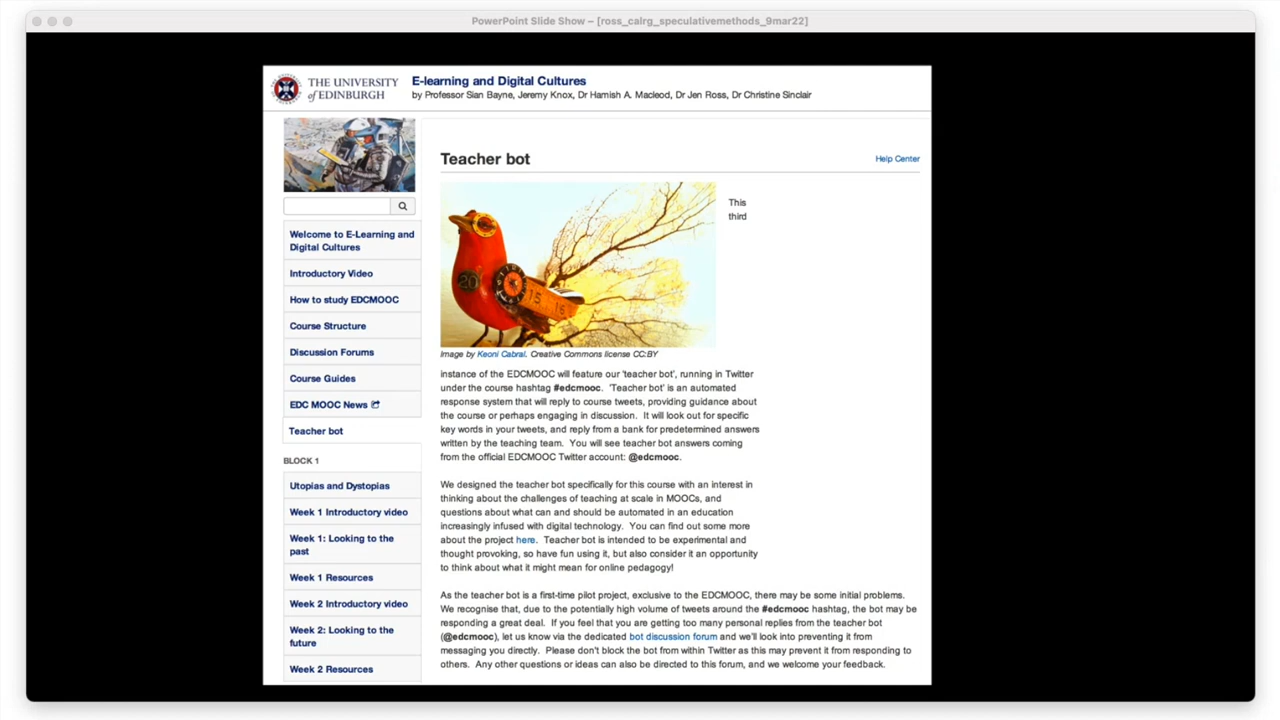 PowerPoint Slide Show – [ross_calrg_speculativemethods_9mar22]
THE UNIVERSITY
of EDINBURGH
E-learning and Digital Cultures
by Professor Sian Bayne, Jeremy Knox, Dr Hamish A. Macleod, Dr Jen Ross, Dr Christine Sinclair
Welcome to E-Learning and
Digital Cultures
Introductory Video
How to study EDCMOOC
Course Structure
Discussion Forums
Course Guides
EDC MOOC News
Teacher bot
BLOCK 1
Utopias and Dystopias
Week 1 Introductory video
Week 1: Looking to the
past
Week 1 Resources
Week 2 Introductory video
Week 2: Looking to the
future
Week 2 Resources
Teacher bot
Help Center
20
15 16
This
third
Image by Keoni Cabral. Creative Commons license CC:BY
instance of the EDCMOOC will feature our 'teacher bot', running in Twitter
under the course hashtag #edcmooc. 'Teacher bot' is an automated
response system that will reply to course tweets, providing guidance about
the course or perhaps engaging in discussion. It will look out for specific
key words in your tweets, and reply from a bank for predetermined answers
written by the teaching team. You will see teacher bot answers coming
from the official EDCMOOC Twitter account: @edcmooc.
We designed the teacher bot specifically for this course with an interest in
thinking about the challenges of teaching at scale in MOOCs, and
questions about what can and should be automated in an education
increasingly infused with digital technology. You can find out some more
about the project here. Teacher bot is intended to be experimental and
thought provoking, so have fun using it, but also consider it an opportunity
to think about what it might mean for online pedagogy!
As the teacher bot is a first-time pilot project, exclusive to the EDCMOOC, there may be some initial problems.
We recognise that, due to the potentially high volume of tweets around the #edcmooc hashtag, the bot may be
responding a great deal. If you feel that you are getting too many personal replies from the teacher bot
(@edcmooc), let us know via the dedicated bot discussion forum and we'll look into preventing it from
messaging you directly. Please don't block the bot from within Twitter as this may prevent it from responding to
others. Any other questions or ideas can also be directed to this forum, and we welcome your feedback.